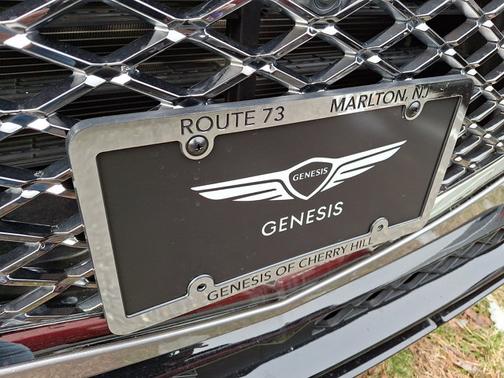 ROUTE 73 MARLTON, NJ
GENESIS
GENESIS
GENESIS OF CHERRY HILL